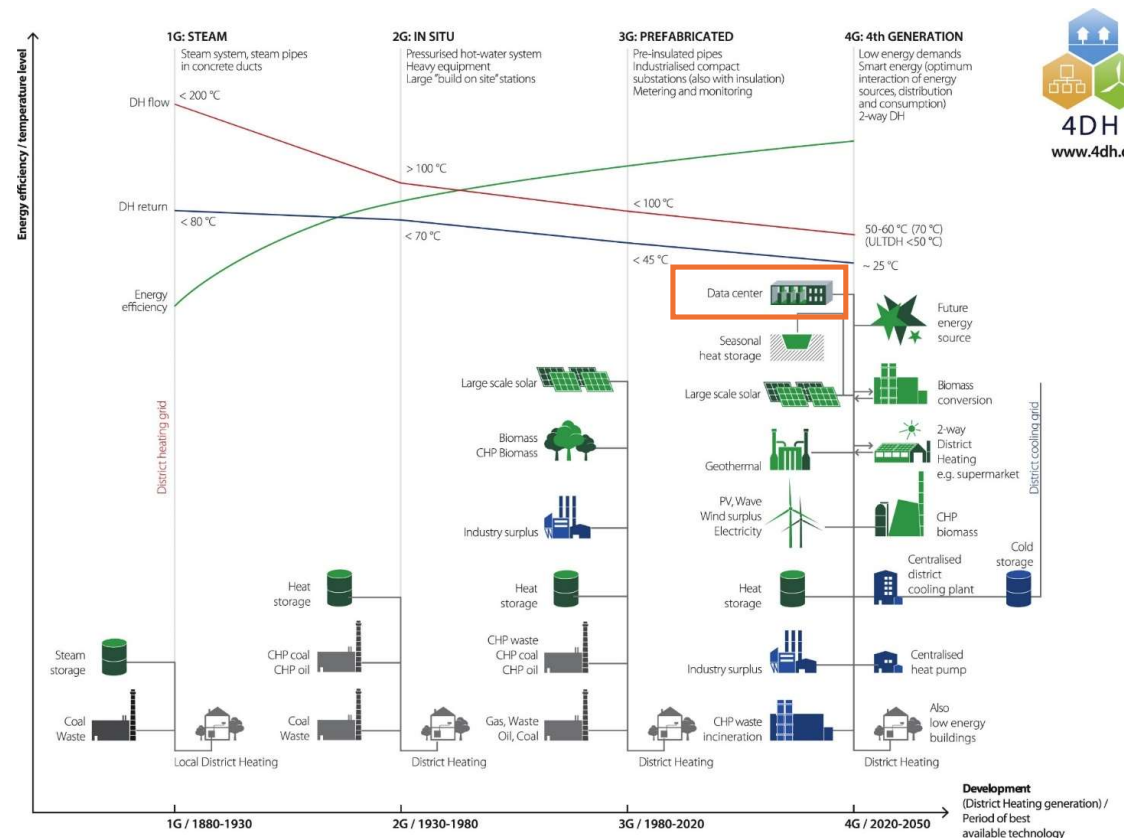 1G: STEAM
Steam system, steam pipes
in concrete ducts
2G: IN SITU
Pressurised hot-water system
Heavy equipment
Large "build on site" stations
3G: PREFABRICATED
Pre-insulated pipes
Industrialised compact
substations (also with insulation)
Metering and monitoring
4G: 4th GENERATION
Low energy demands
Smart energy (optimum
interaction of energy
sources, distribution
and consumption)
2-way DH
4DH
www.4dh.
Energy efficiency / temperature level
DH flow
< 200 °C
> 100 °C
< 100 °C
50-60 °C (70 °C)
(ULTDH <50 °C)
DH return
< 80 °C
< 70 °C
< 45 °C
~ 25 °C
Energy
efficiency
District heating grid
Data center
Future
energy
source
Seasonal
heat storage
Large scale solar
Large scale solar
Biomass
conversion
Biomass
CHP Biomass
Geothermal
2-way
District
Heating
e.g. supermarket
District cooling grid
Industry surplus
PV, Wave
Wind surplus
Electricity
CHP
biomass
Cold
storage
Heat
storage
Heat
storage
Heat
storage
Centralised
district
cooling plant
Steam
storage
CHP coal
CHP oil
CHP waste
CHP coal
CHP oil
Industry surplus
Centralised
heat pump
Coal
Waste
Coal
Waste
Gas, Waste
Oil, Coal
CHP waste
incineration
Also
low energy
buildings
Local District Heating
District Heating
District Heating
District Heating
1G / 1880-1930
2G / 1930-1980
3G / 1980-2020
4G / 2020-2050
Development
(District Heating generation) /
Period of best
available technology